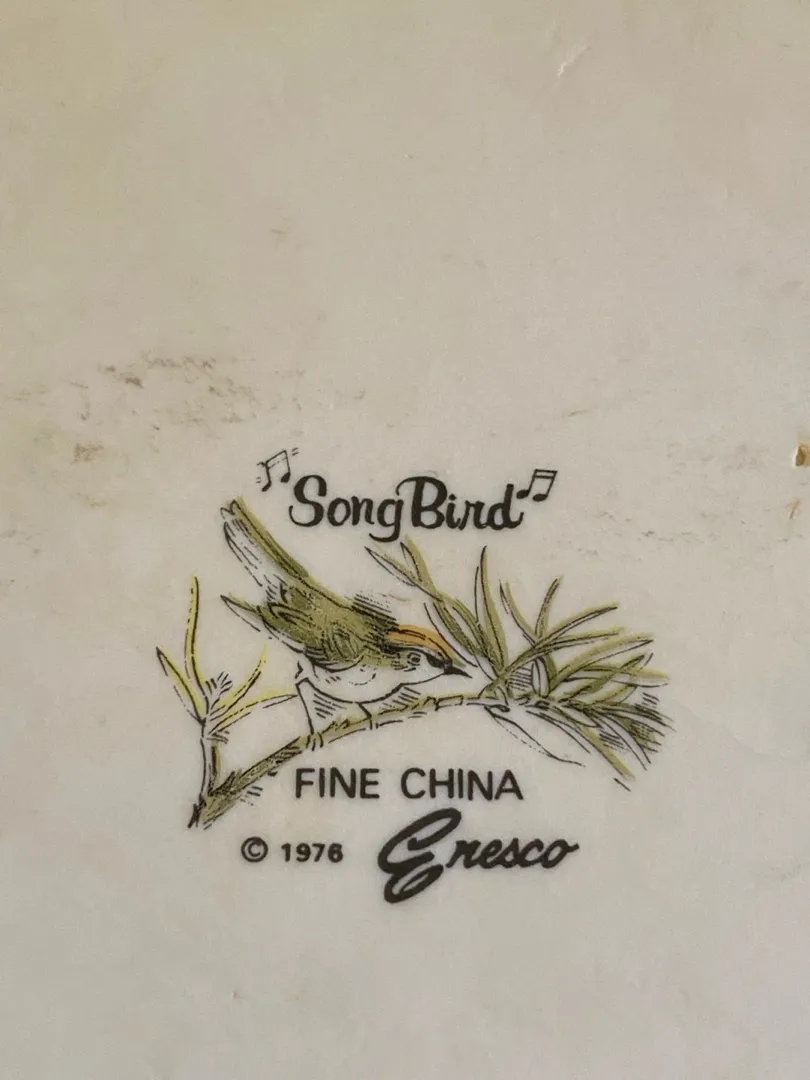 SongBird
FINE CHINA
© 1976 Enesco